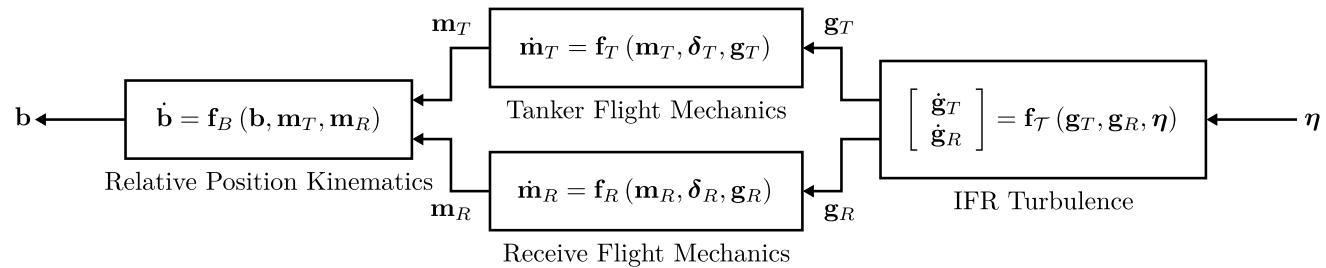 𝐦_T
𝐠_T
𝐦̇_T = 𝐟_T (𝐦_T, 𝜹_T, 𝐠_T)
Tanker Flight Mechanics
𝐛
𝐛̇ = 𝐟_B (𝐛, 𝐦_T, 𝐦_R)
Relative Position Kinematics
[ 𝐠̇_T
𝐠̇_R ] = 𝐟_𝒯 (𝐠_T, 𝐠_R, 𝜼)
𝜼
IFR Turbulence
𝐦̇_R = 𝐟_R (𝐦_R, 𝜹_R, 𝐠_R)
𝐦_R
𝐠_R
Receive Flight Mechanics